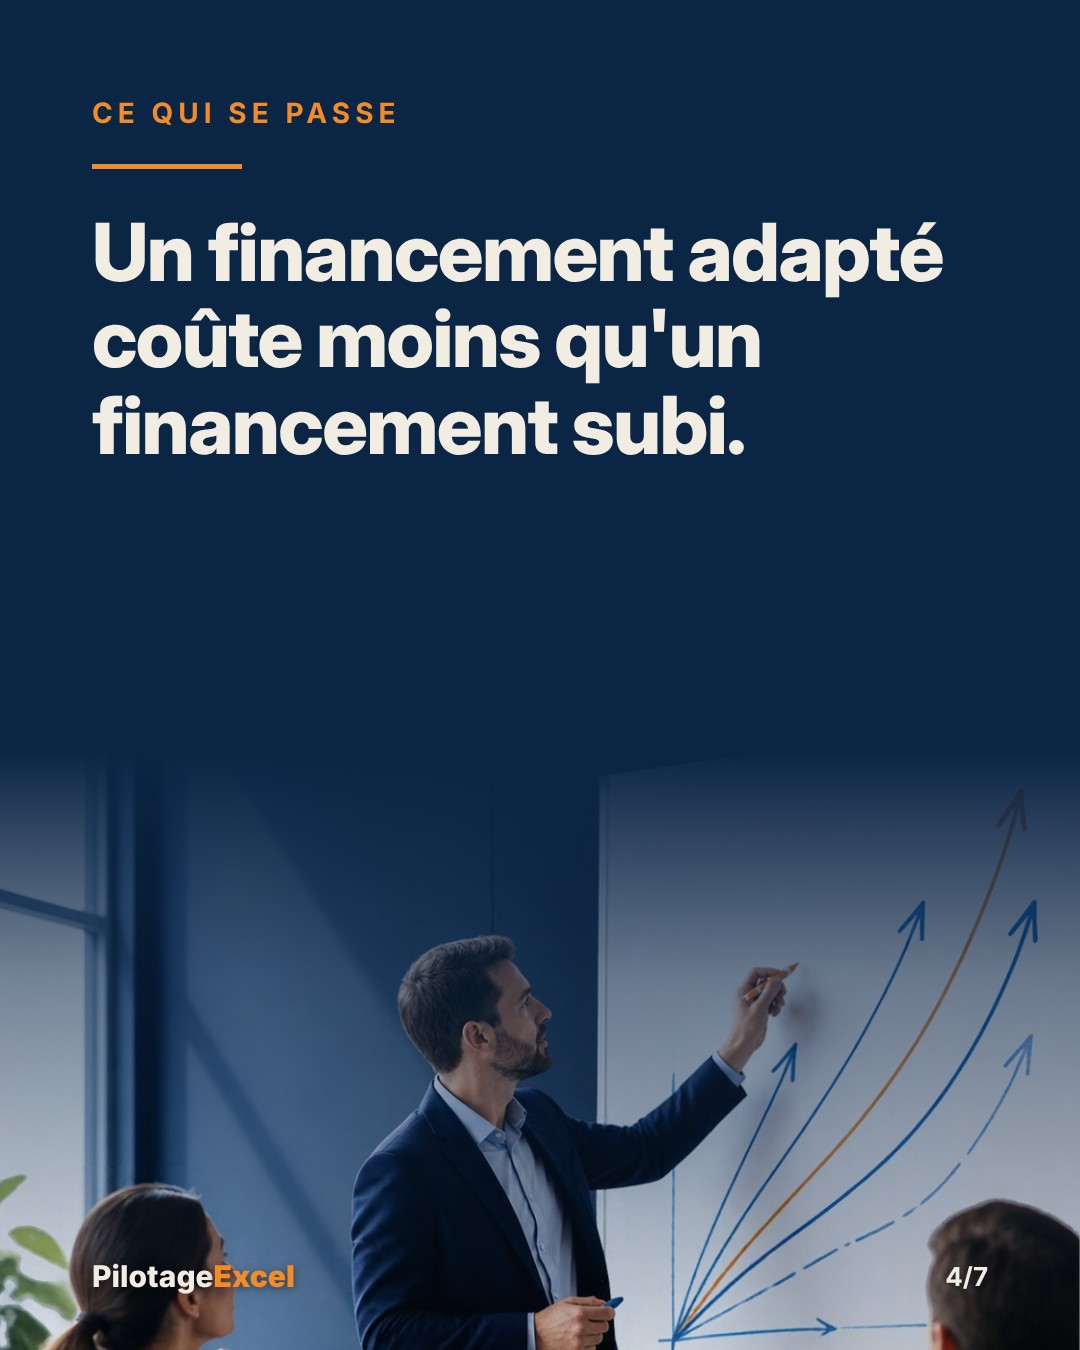 CE QUI SE PASSE
Un financement adapté
coûte moins qu'un
financement subi.
PilotageExcel
4/7